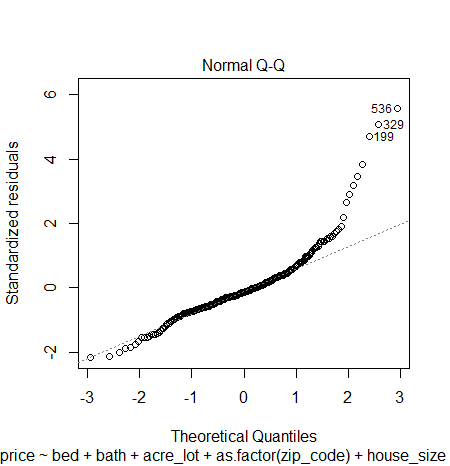 Normal Q-Q
Standardized residuals
6
4
2
0
-2
536
329
199
-3 -2 -1 0 1 2 3
Theoretical Quantiles
price ~ bed + bath + acre_lot + as.factor(zip_code) + house_size